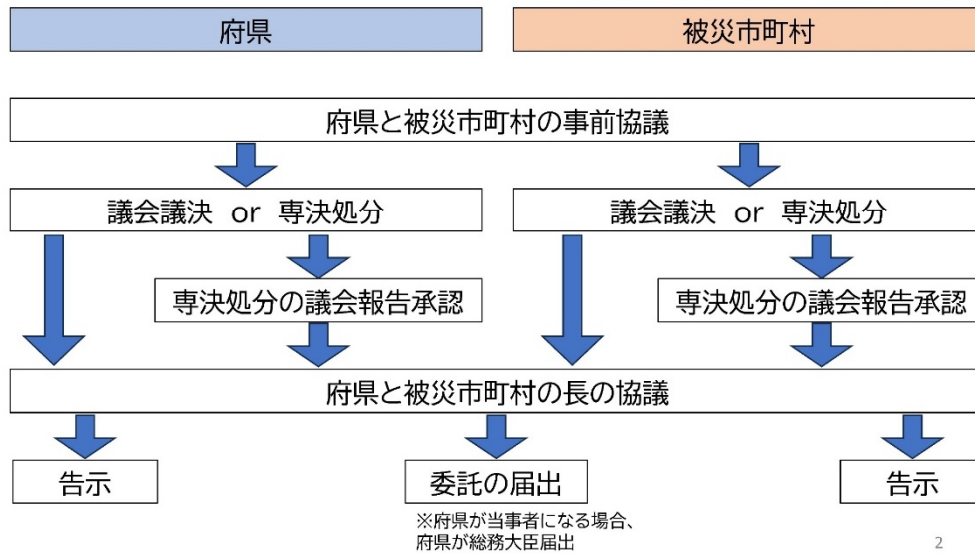 府県
被災市町村
府県と被災市町村の事前協議
議会議決 or 専決処分
議会議決 or 専決処分
専決処分の議会報告承認
専決処分の議会報告承認
府県と被災市町村の長の協議
告示
委託の届出
告示
※府県が当事者になる場合、
府県が総務大臣届出
2